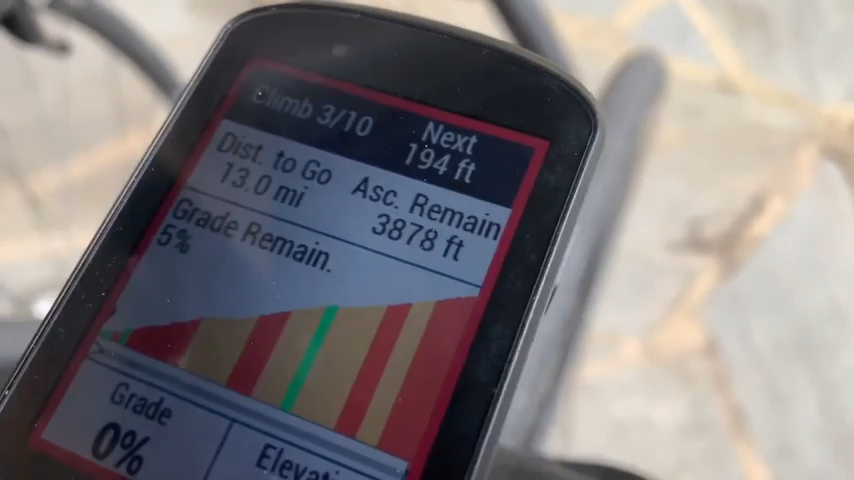 Climb 3/10
Next
194 ft
Dist. to Go
13.0 mi
Asc. Remain
3878 ft
Grade Remain.
5%
Grade
0%